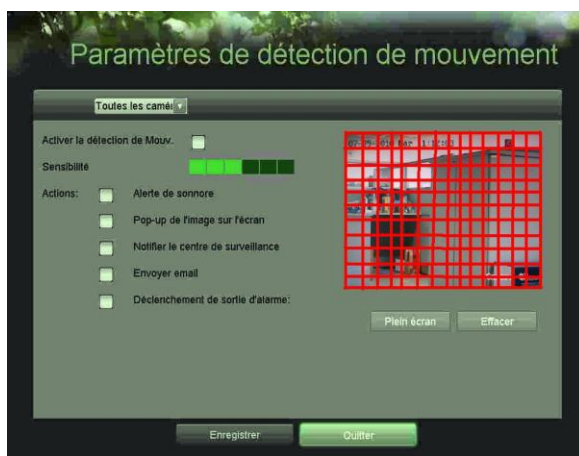 Paramètres de détection de mouvement
Toutes les camér
Activer la détection de Mouv.
Sensibilité
Actions:
Alerte de sonnore
Pop-up de l'image sur l'écran
Notifier le centre de surveillance
Envoyer email
Déclenchement de sortie d'alarme:
Plein écran
Effacer
Enregistrer
Quitter